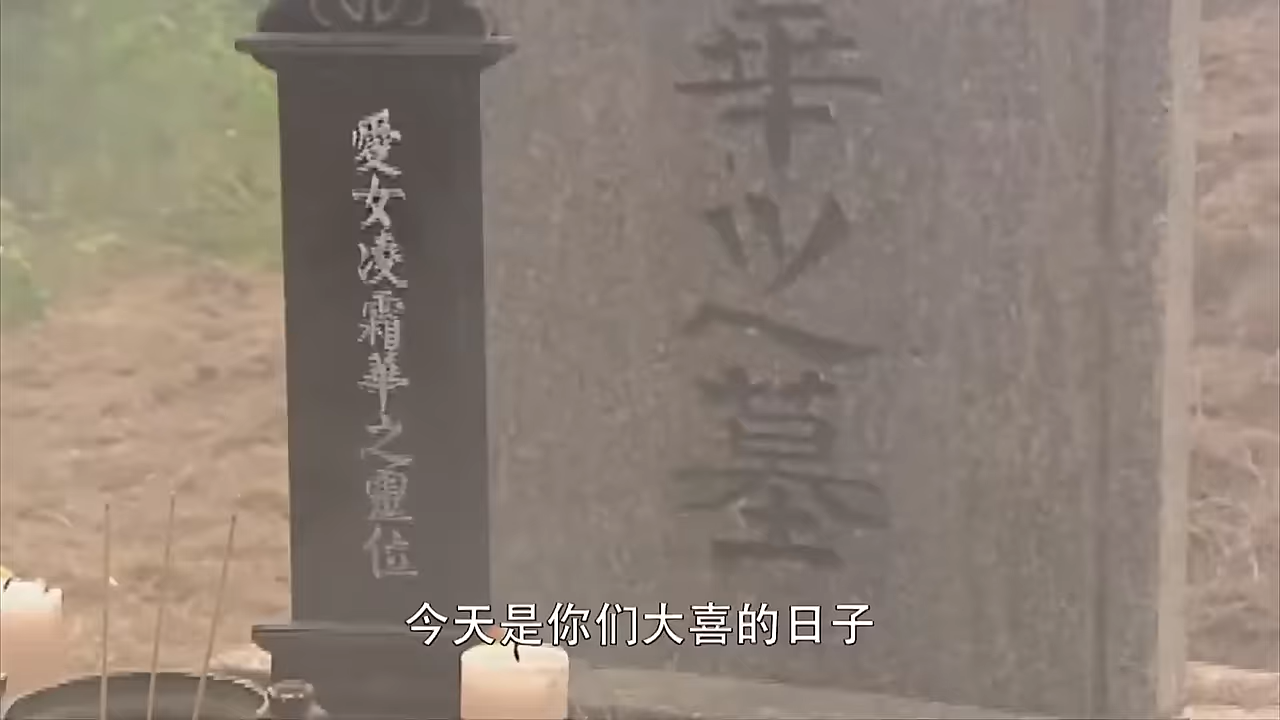 愛女凌霜華之靈位
華之墓
今天是你们大喜的日子